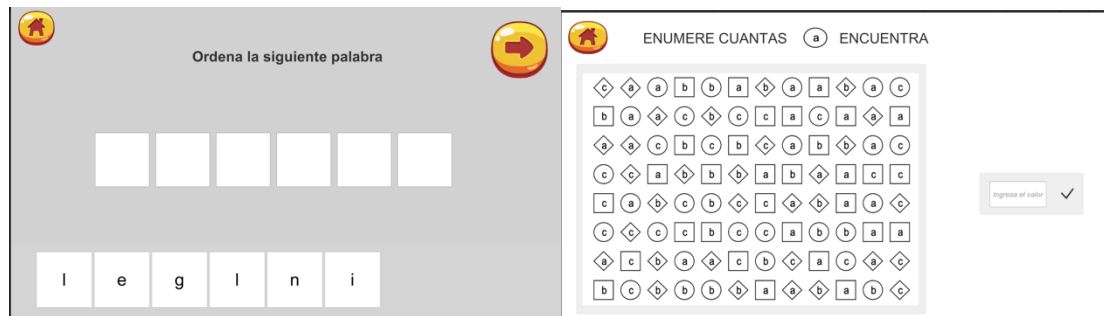 Ordena la siguiente palabra
l e g l n i
ENUMERE CUANTAS a ENCUENTRA
c a a b b a b a a b a c
b a a c b c c a c a a a
a a c b c b c a b b a c
c c a b b b a b a a c c
c a b c b c c a b a a c
c c c c b c c a b b a a
a c b a a c b c a c a c
b c b b b b a a b a b c
Ingresa el valor